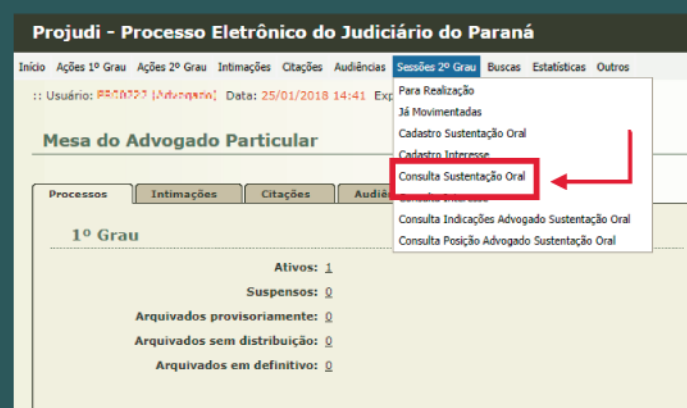 Projudi - Processo Eletrônico do Judiciário do Paraná
Início Ações 1º Grau Ações 2º Grau Intimações Citações Audiências Sessões 2º Grau Buscas Estatísticas Outros
:: Usuário: Data: 25/01/2018 14:41
Para Realização
Já Movimentadas
Cadastro Sustentação Oral
Cadastro Interesse
Consulta Sustentação Oral
Consulta Interesse
Consulta Indicações Advogado Sustentação Oral
Consulta Posição Advogado Sustentação Oral
Mesa do Advogado Particular
Processos Intimações Citações
1º Grau
Ativos: 1
Suspensos: 0
Arquivados provisoriamente: 0
Arquivados sem distribuição: 0
Arquivados em definitivo: 0